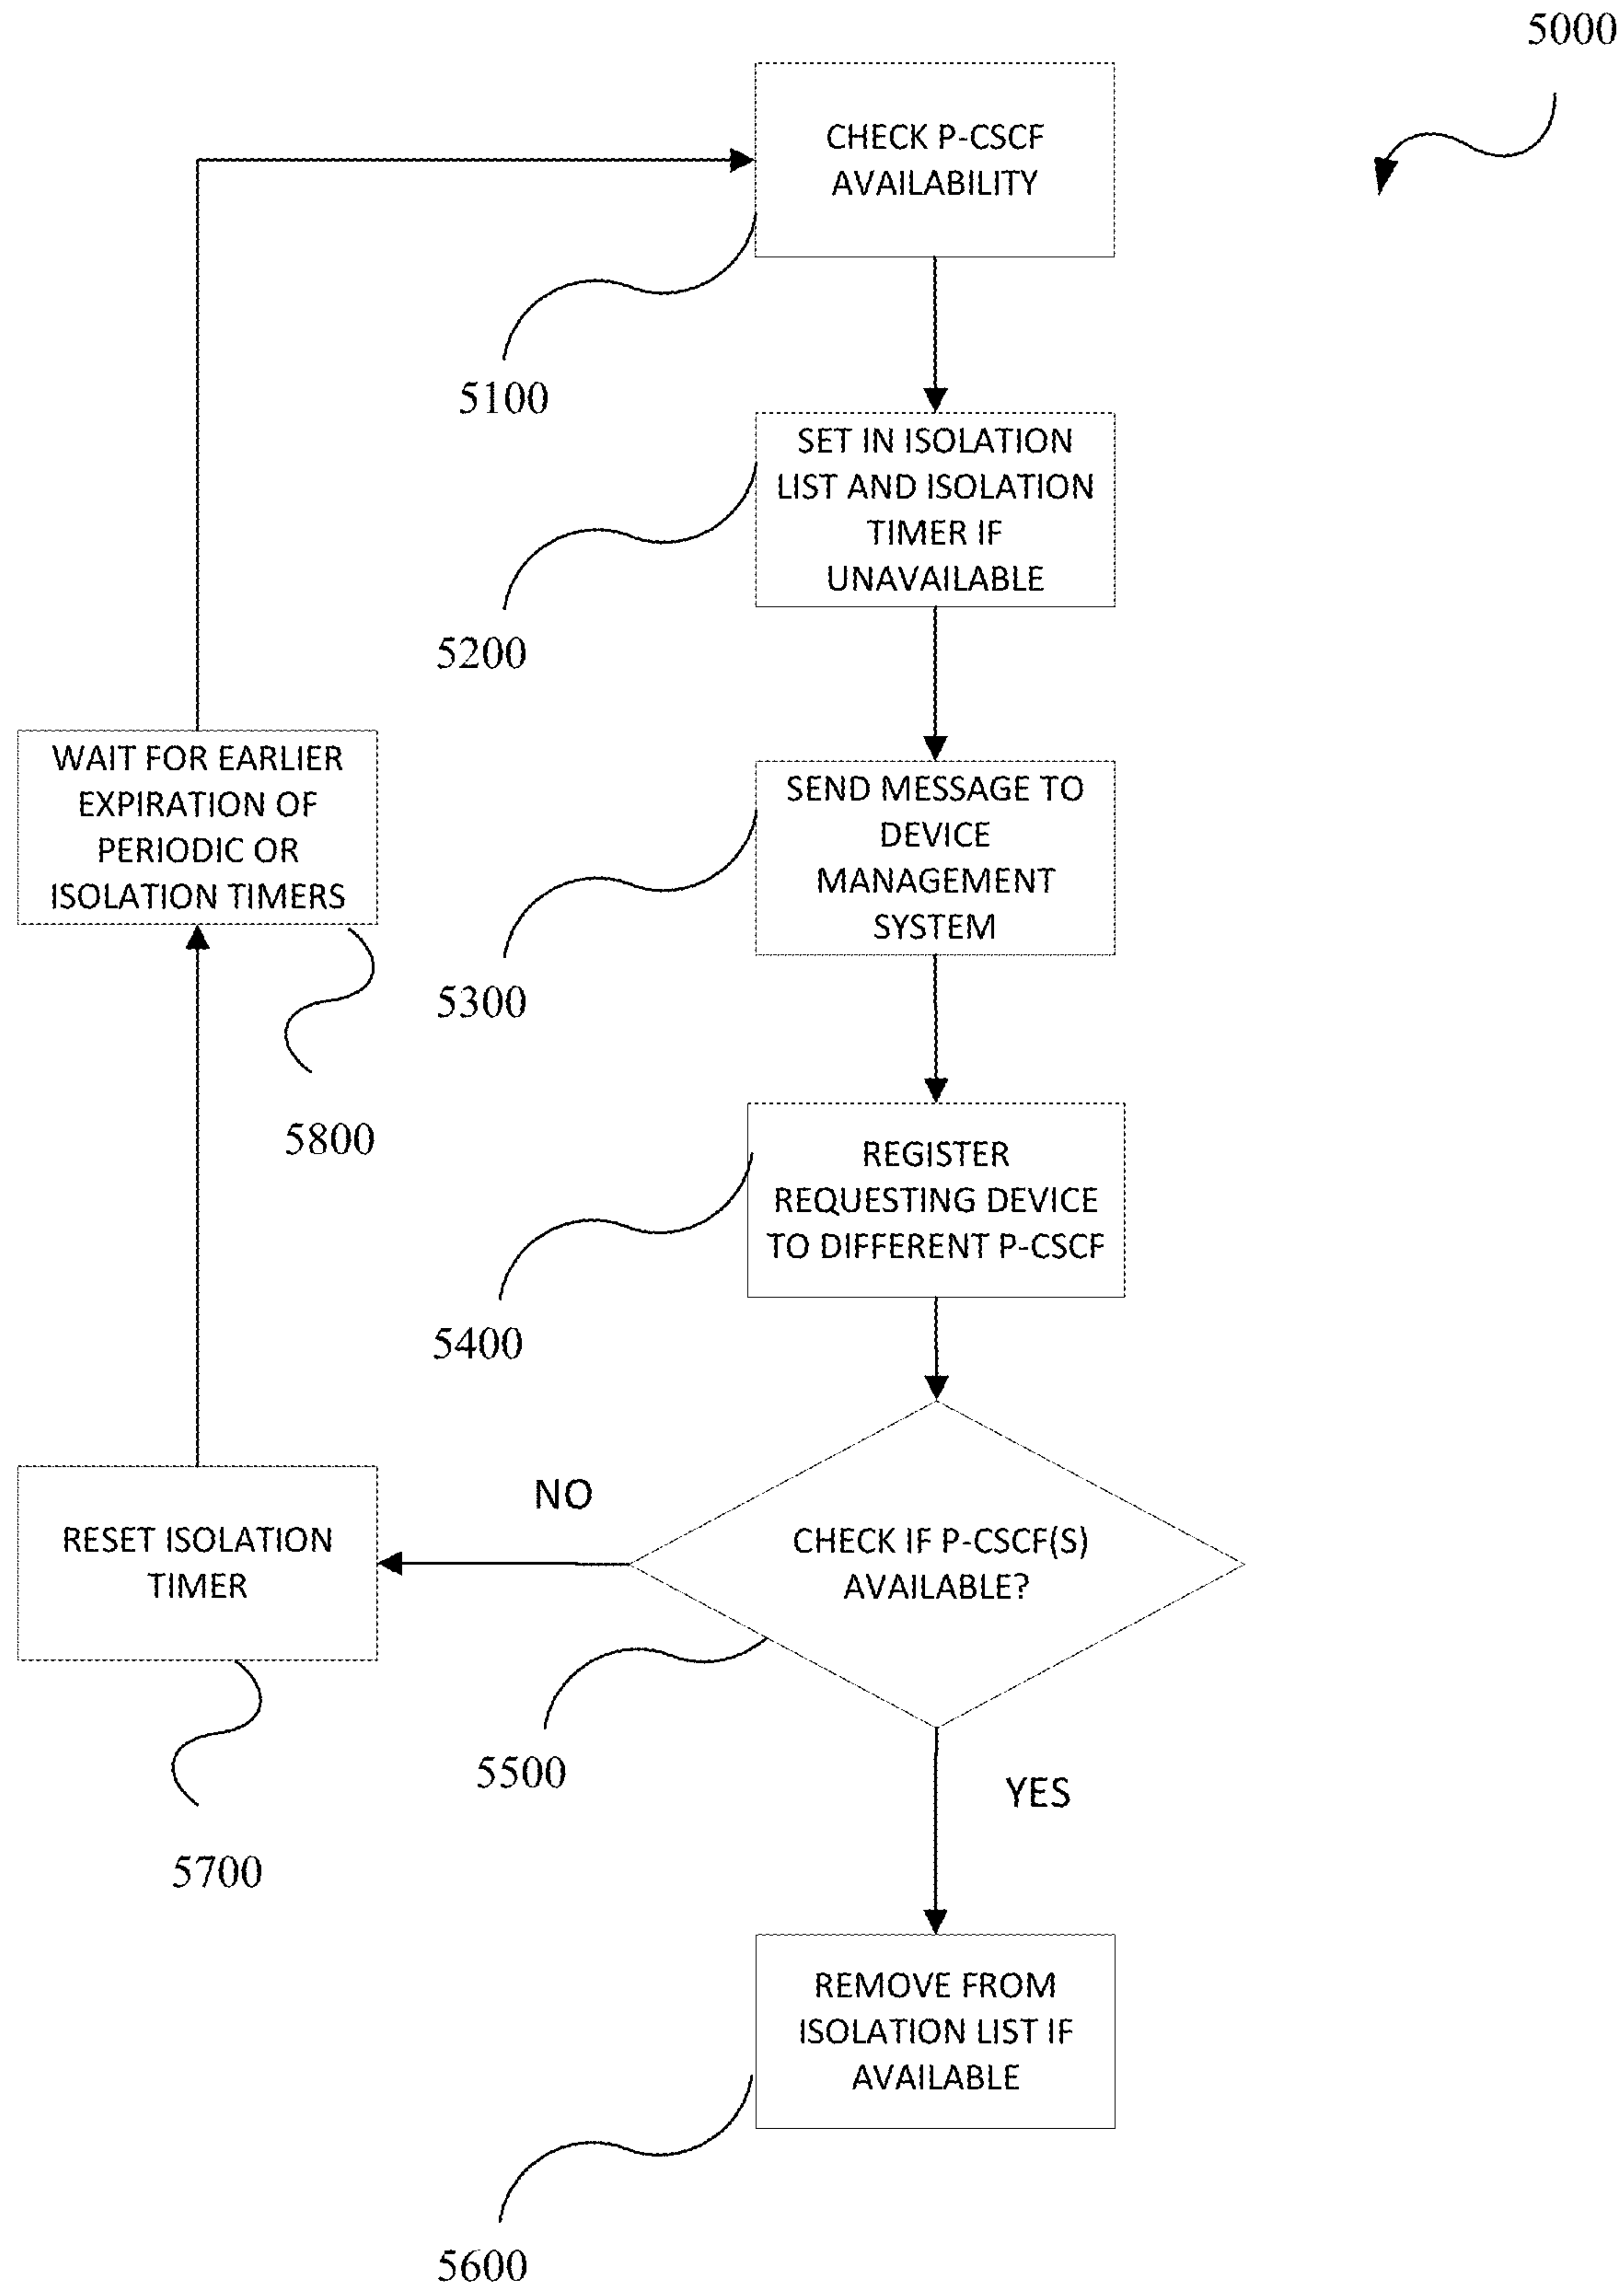 5000
CHECK P-CSCF
AVAILABILITY
5100
SET IN ISOLATION
LIST AND ISOLATION
TIMER IF
UNAVAILABLE
5200
SEND MESSAGE TO
DEVICE
MANAGEMENT
SYSTEM
5300
REGISTER
REQUESTING DEVICE
TO DIFFERENT P-CSCF
5400
CHECK IF P-CSCF(S)
AVAILABLE?
5500
YES
REMOVE FROM
ISOLATION LIST IF
AVAILABLE
5600
NO
RESET ISOLATION
TIMER
5700
WAIT FOR EARLIER
EXPIRATION OF
PERIODIC OR
ISOLATION TIMERS
5800